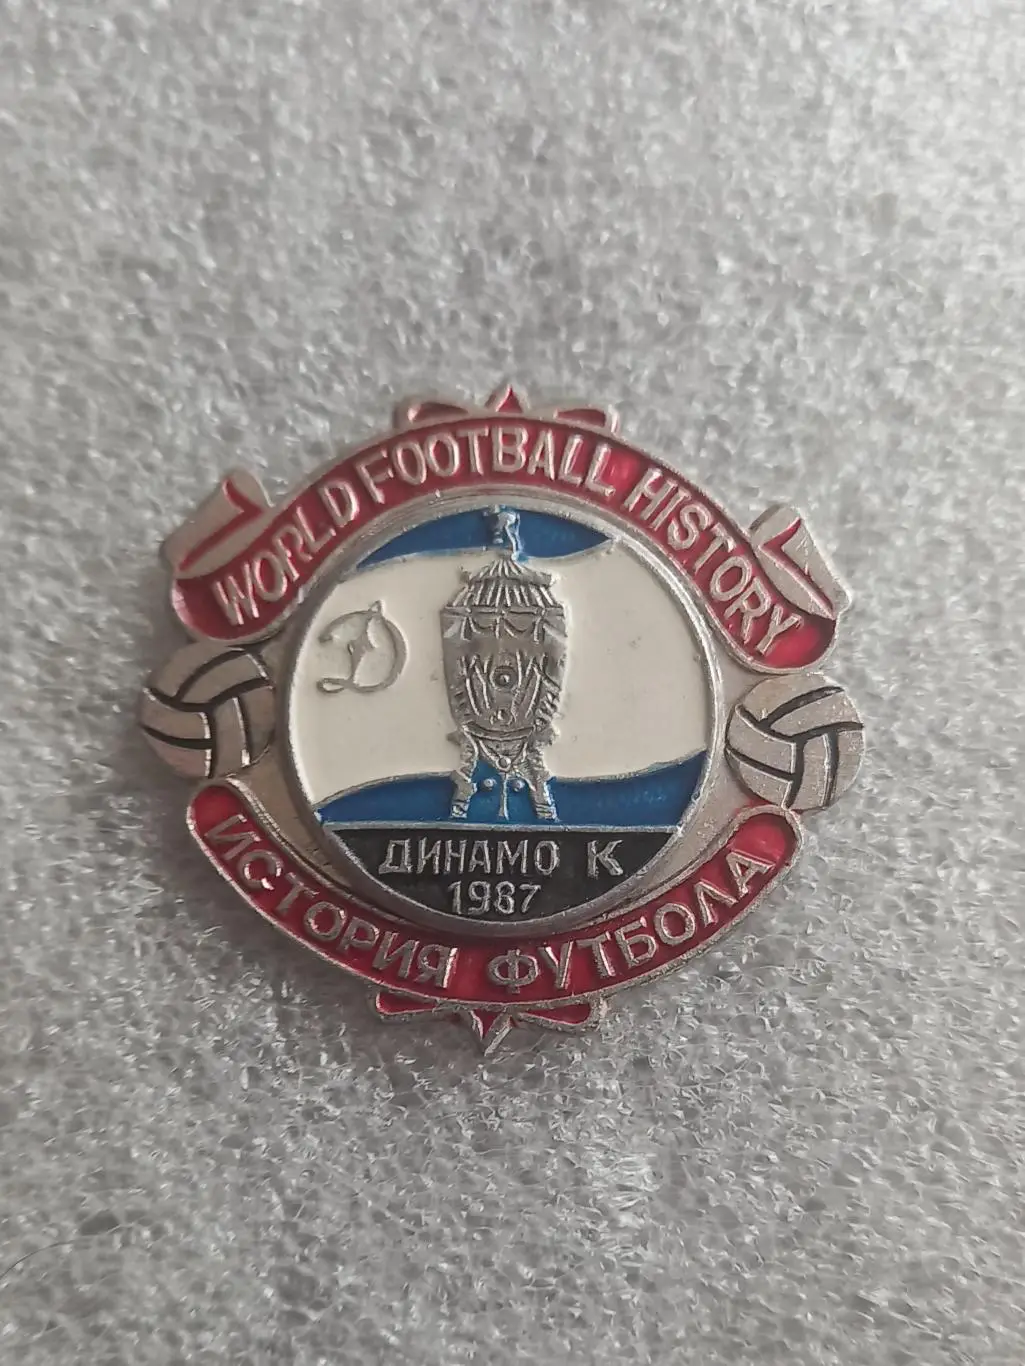 WORLD FOOTBALL HISTORY
Д
ДИНАМО К
1987
ИСТОРИЯ ФУТБОЛА